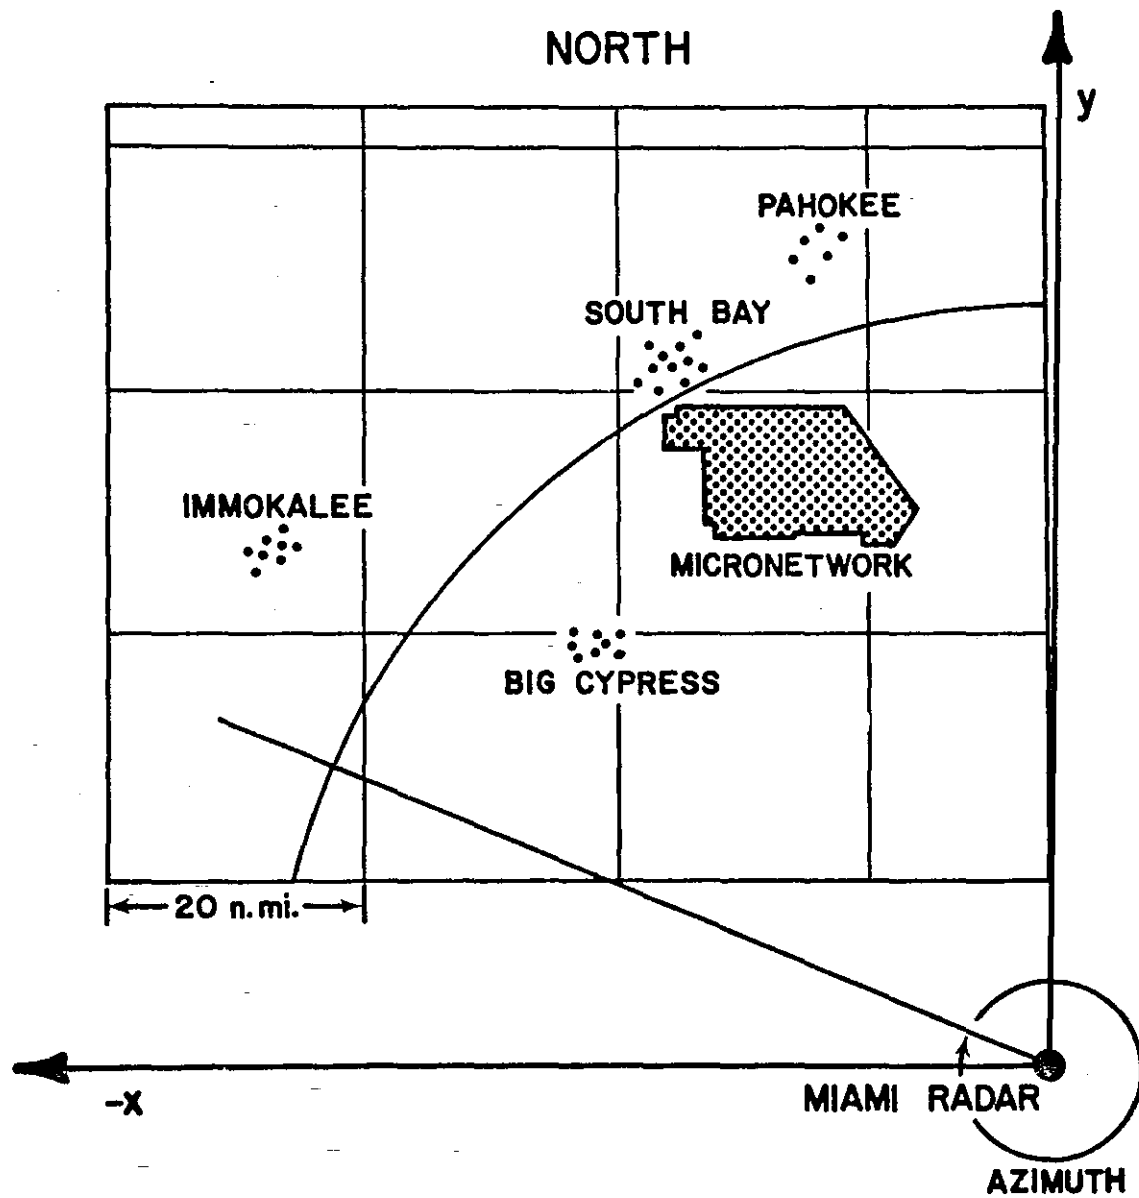 NORTH
y
PAHOKEE
SOUTH BAY
IMMOKALEE
MICRONETWORK
BIG CYPRESS
20 n.mi.
-x
MIAMI RADAR
AZIMUTH